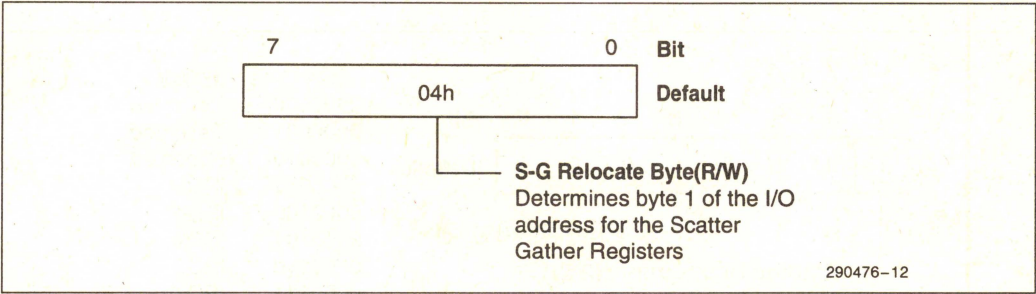 7 0 Bit
04h Default
S-G Relocate Byte(R/W)
Determines byte 1 of the I/O
address for the Scatter
Gather Registers
290476–12